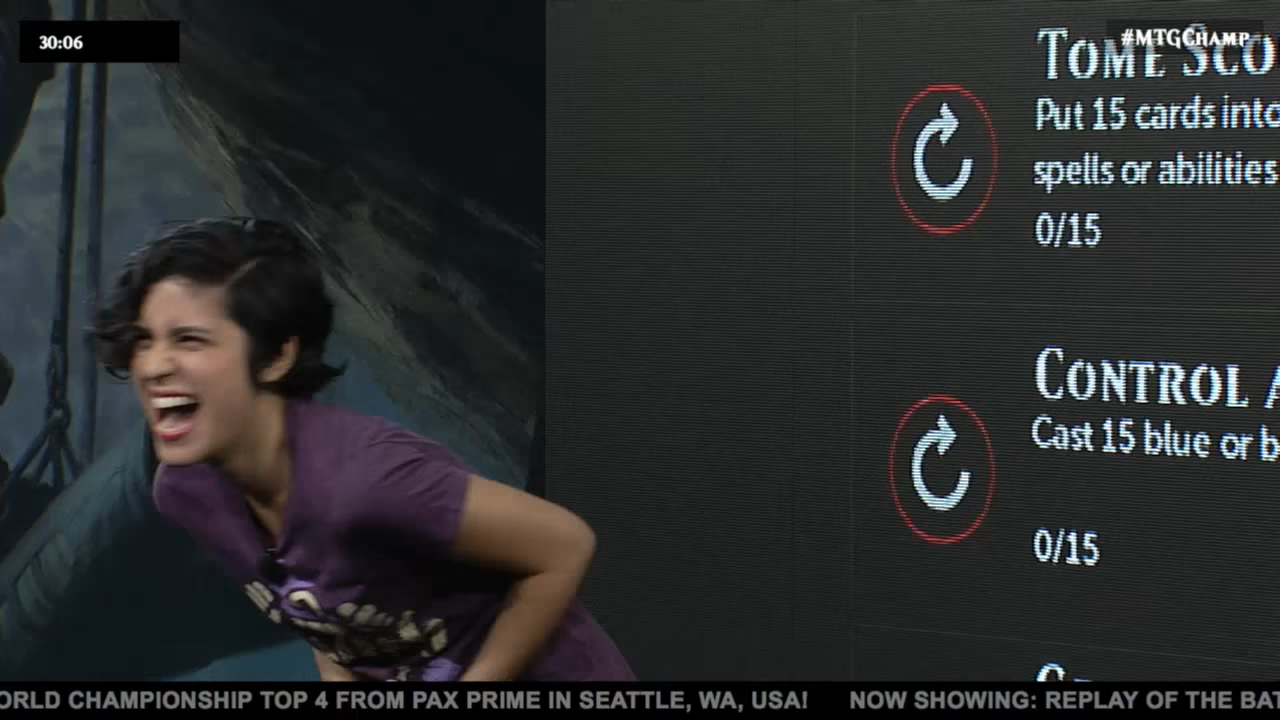 30:06
#MTGCHAMP
TOME SCO
Put 15 cards into
spells or abilities
0/15
CONTROL A
Cast 15 blue or b
0/15
ORLD CHAMPIONSHIP TOP 4 FROM PAX PRIME IN SEATTLE, WA, USA! NOW SHOWING: REPLAY OF THE BAT